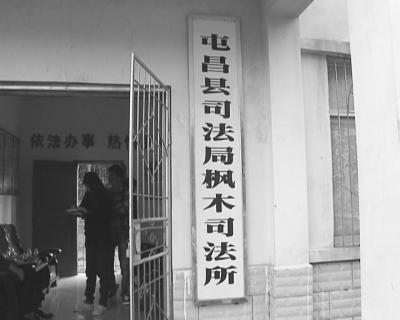 屯昌县司法局枫木司法所
依法办事 热